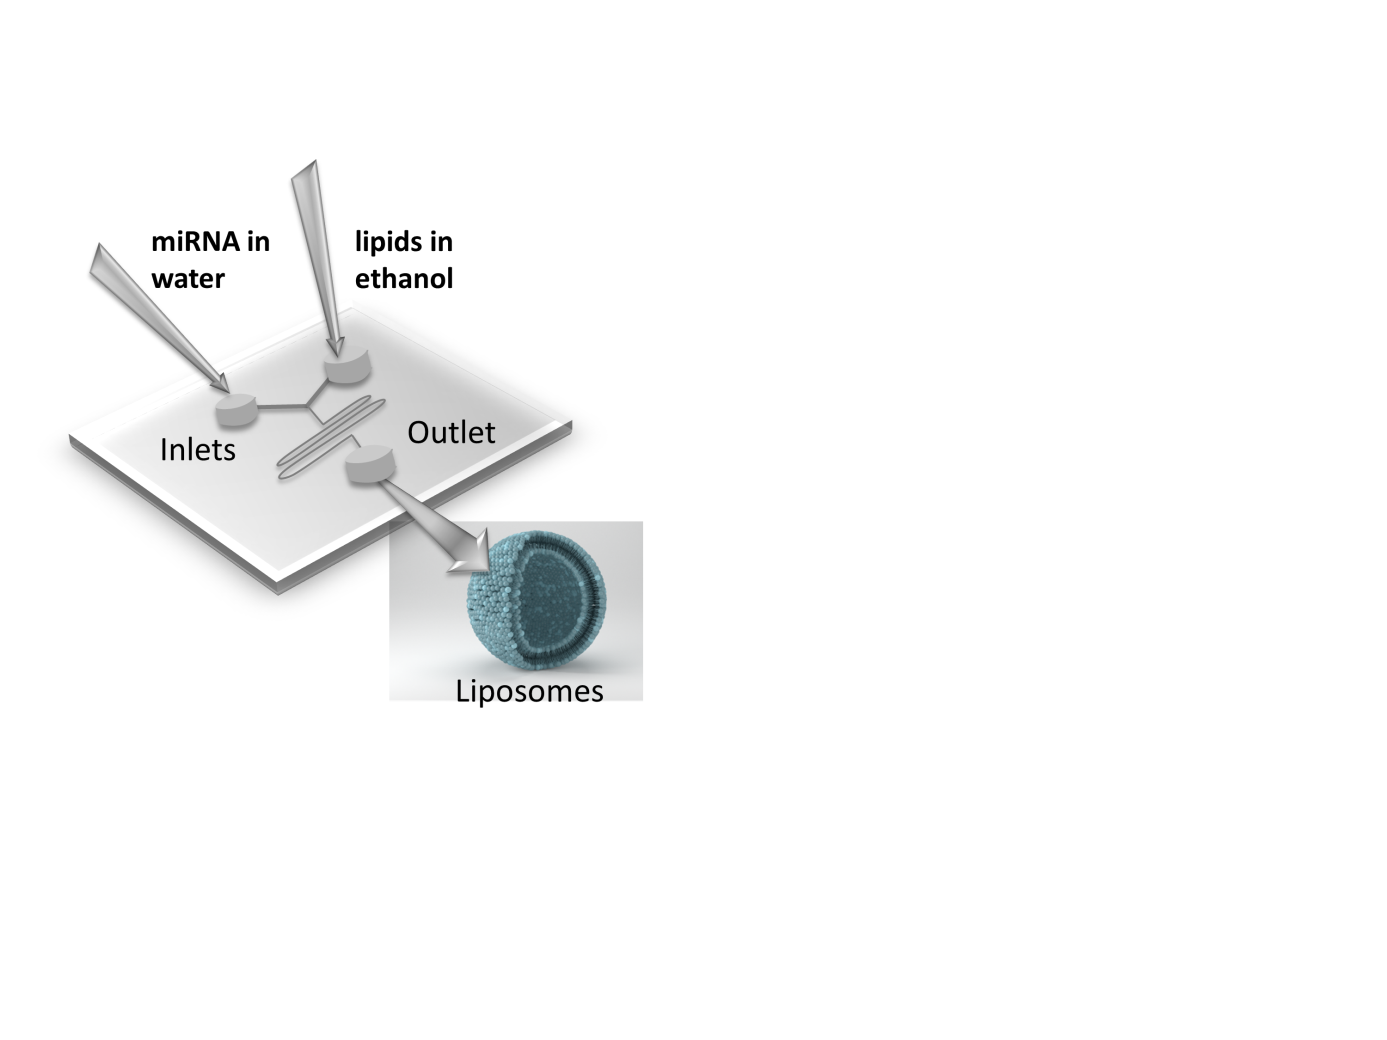 miRNA in
water
lipids in
ethanol
Inlets
Outlet
Liposomes